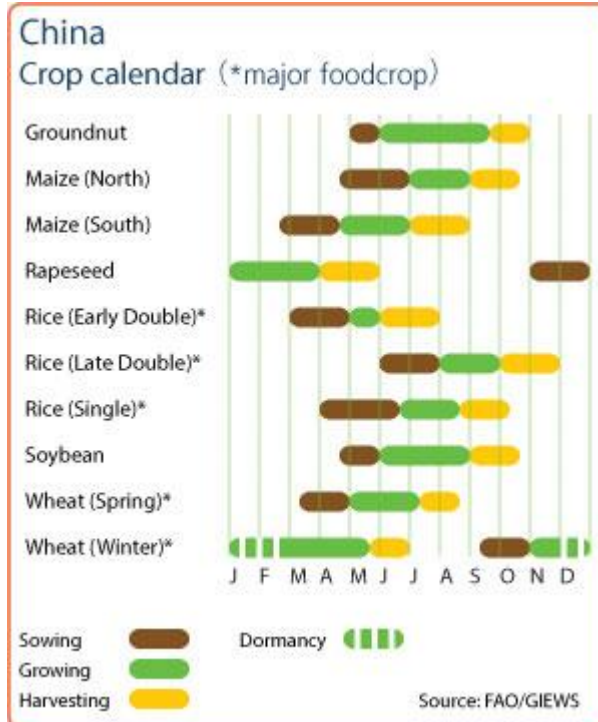 China
Crop calendar (*major foodcrop)
Groundnut
Maize (North)
Maize (South)
Rapeseed
Rice (Early Double)*
Rice (Late Double)*
Rice (Single)*
Soybean
Wheat (Spring)*
Wheat (Winter)*
J F M A M J J A S O N D
Sowing Dormancy
Growing
Harvesting Source: FAO/GIEWS